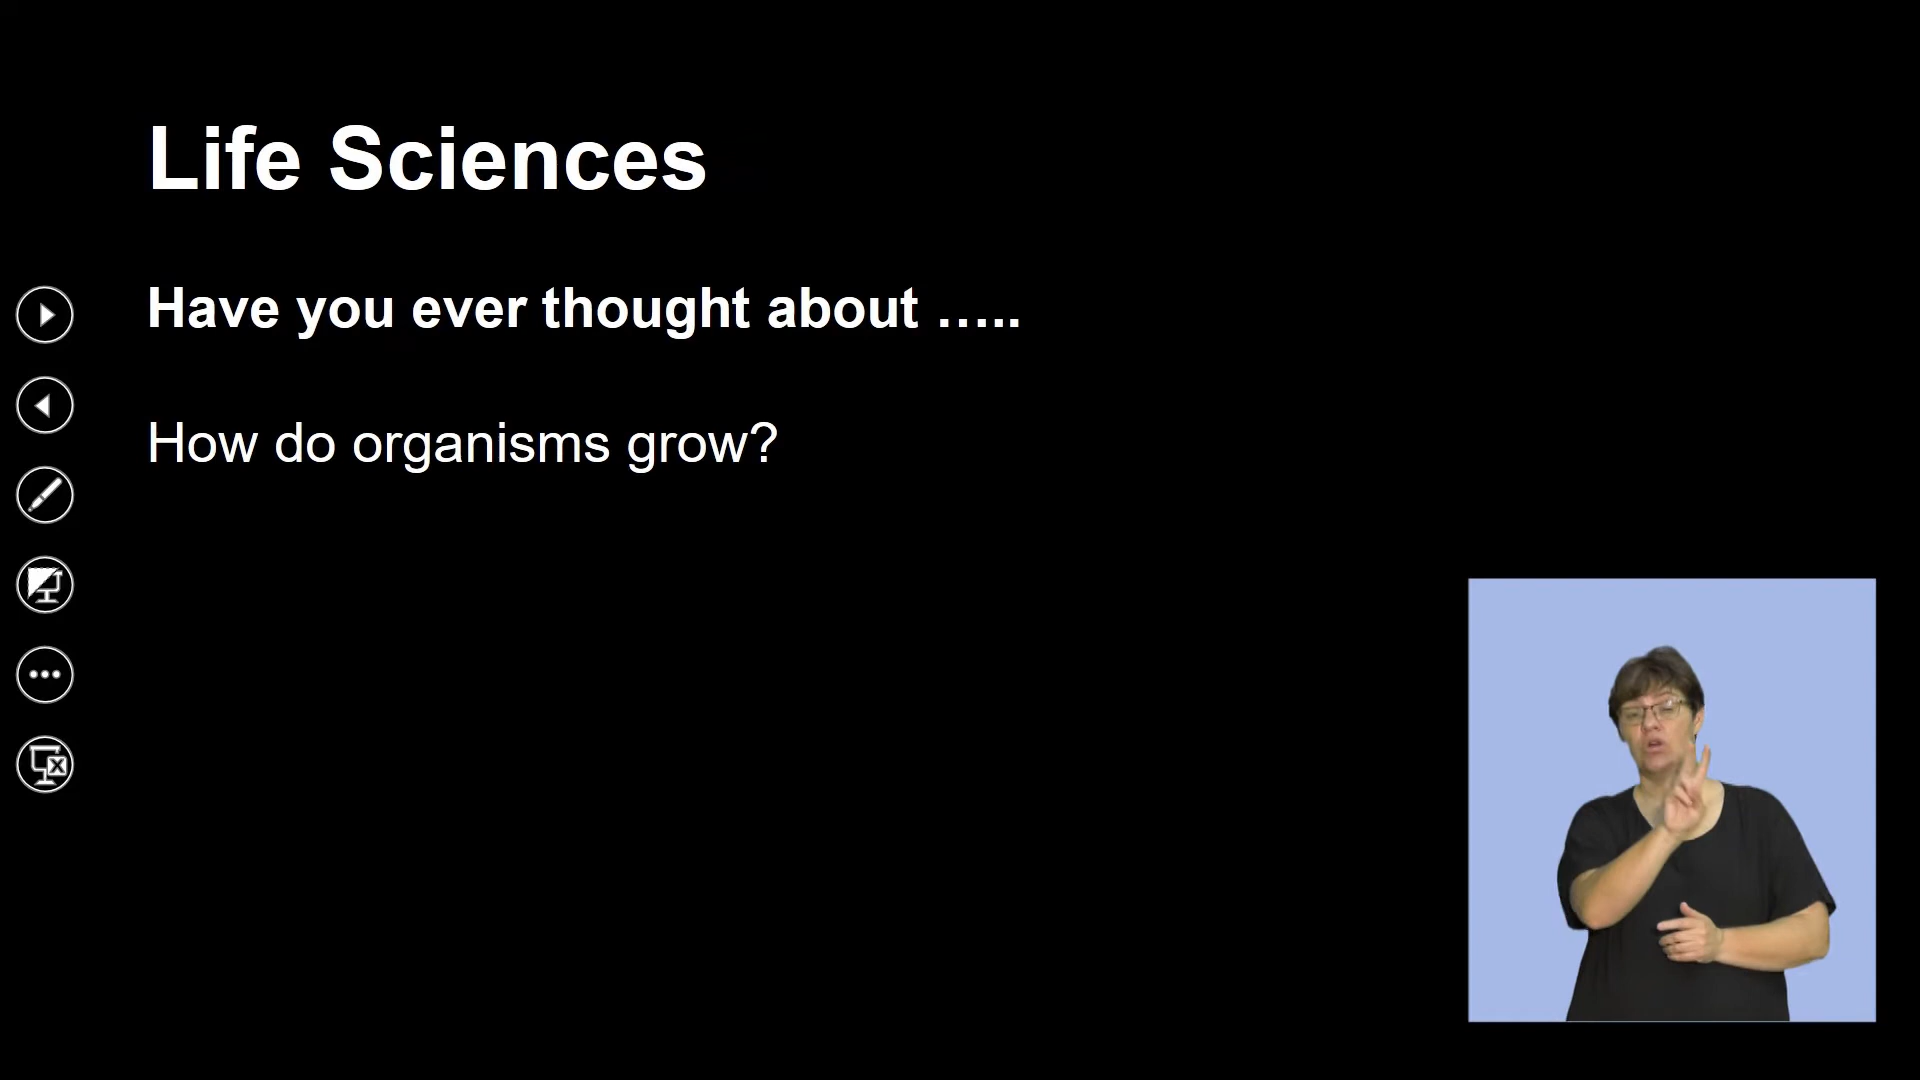 Life Sciences
Have you ever thought about …..
How do organisms grow?